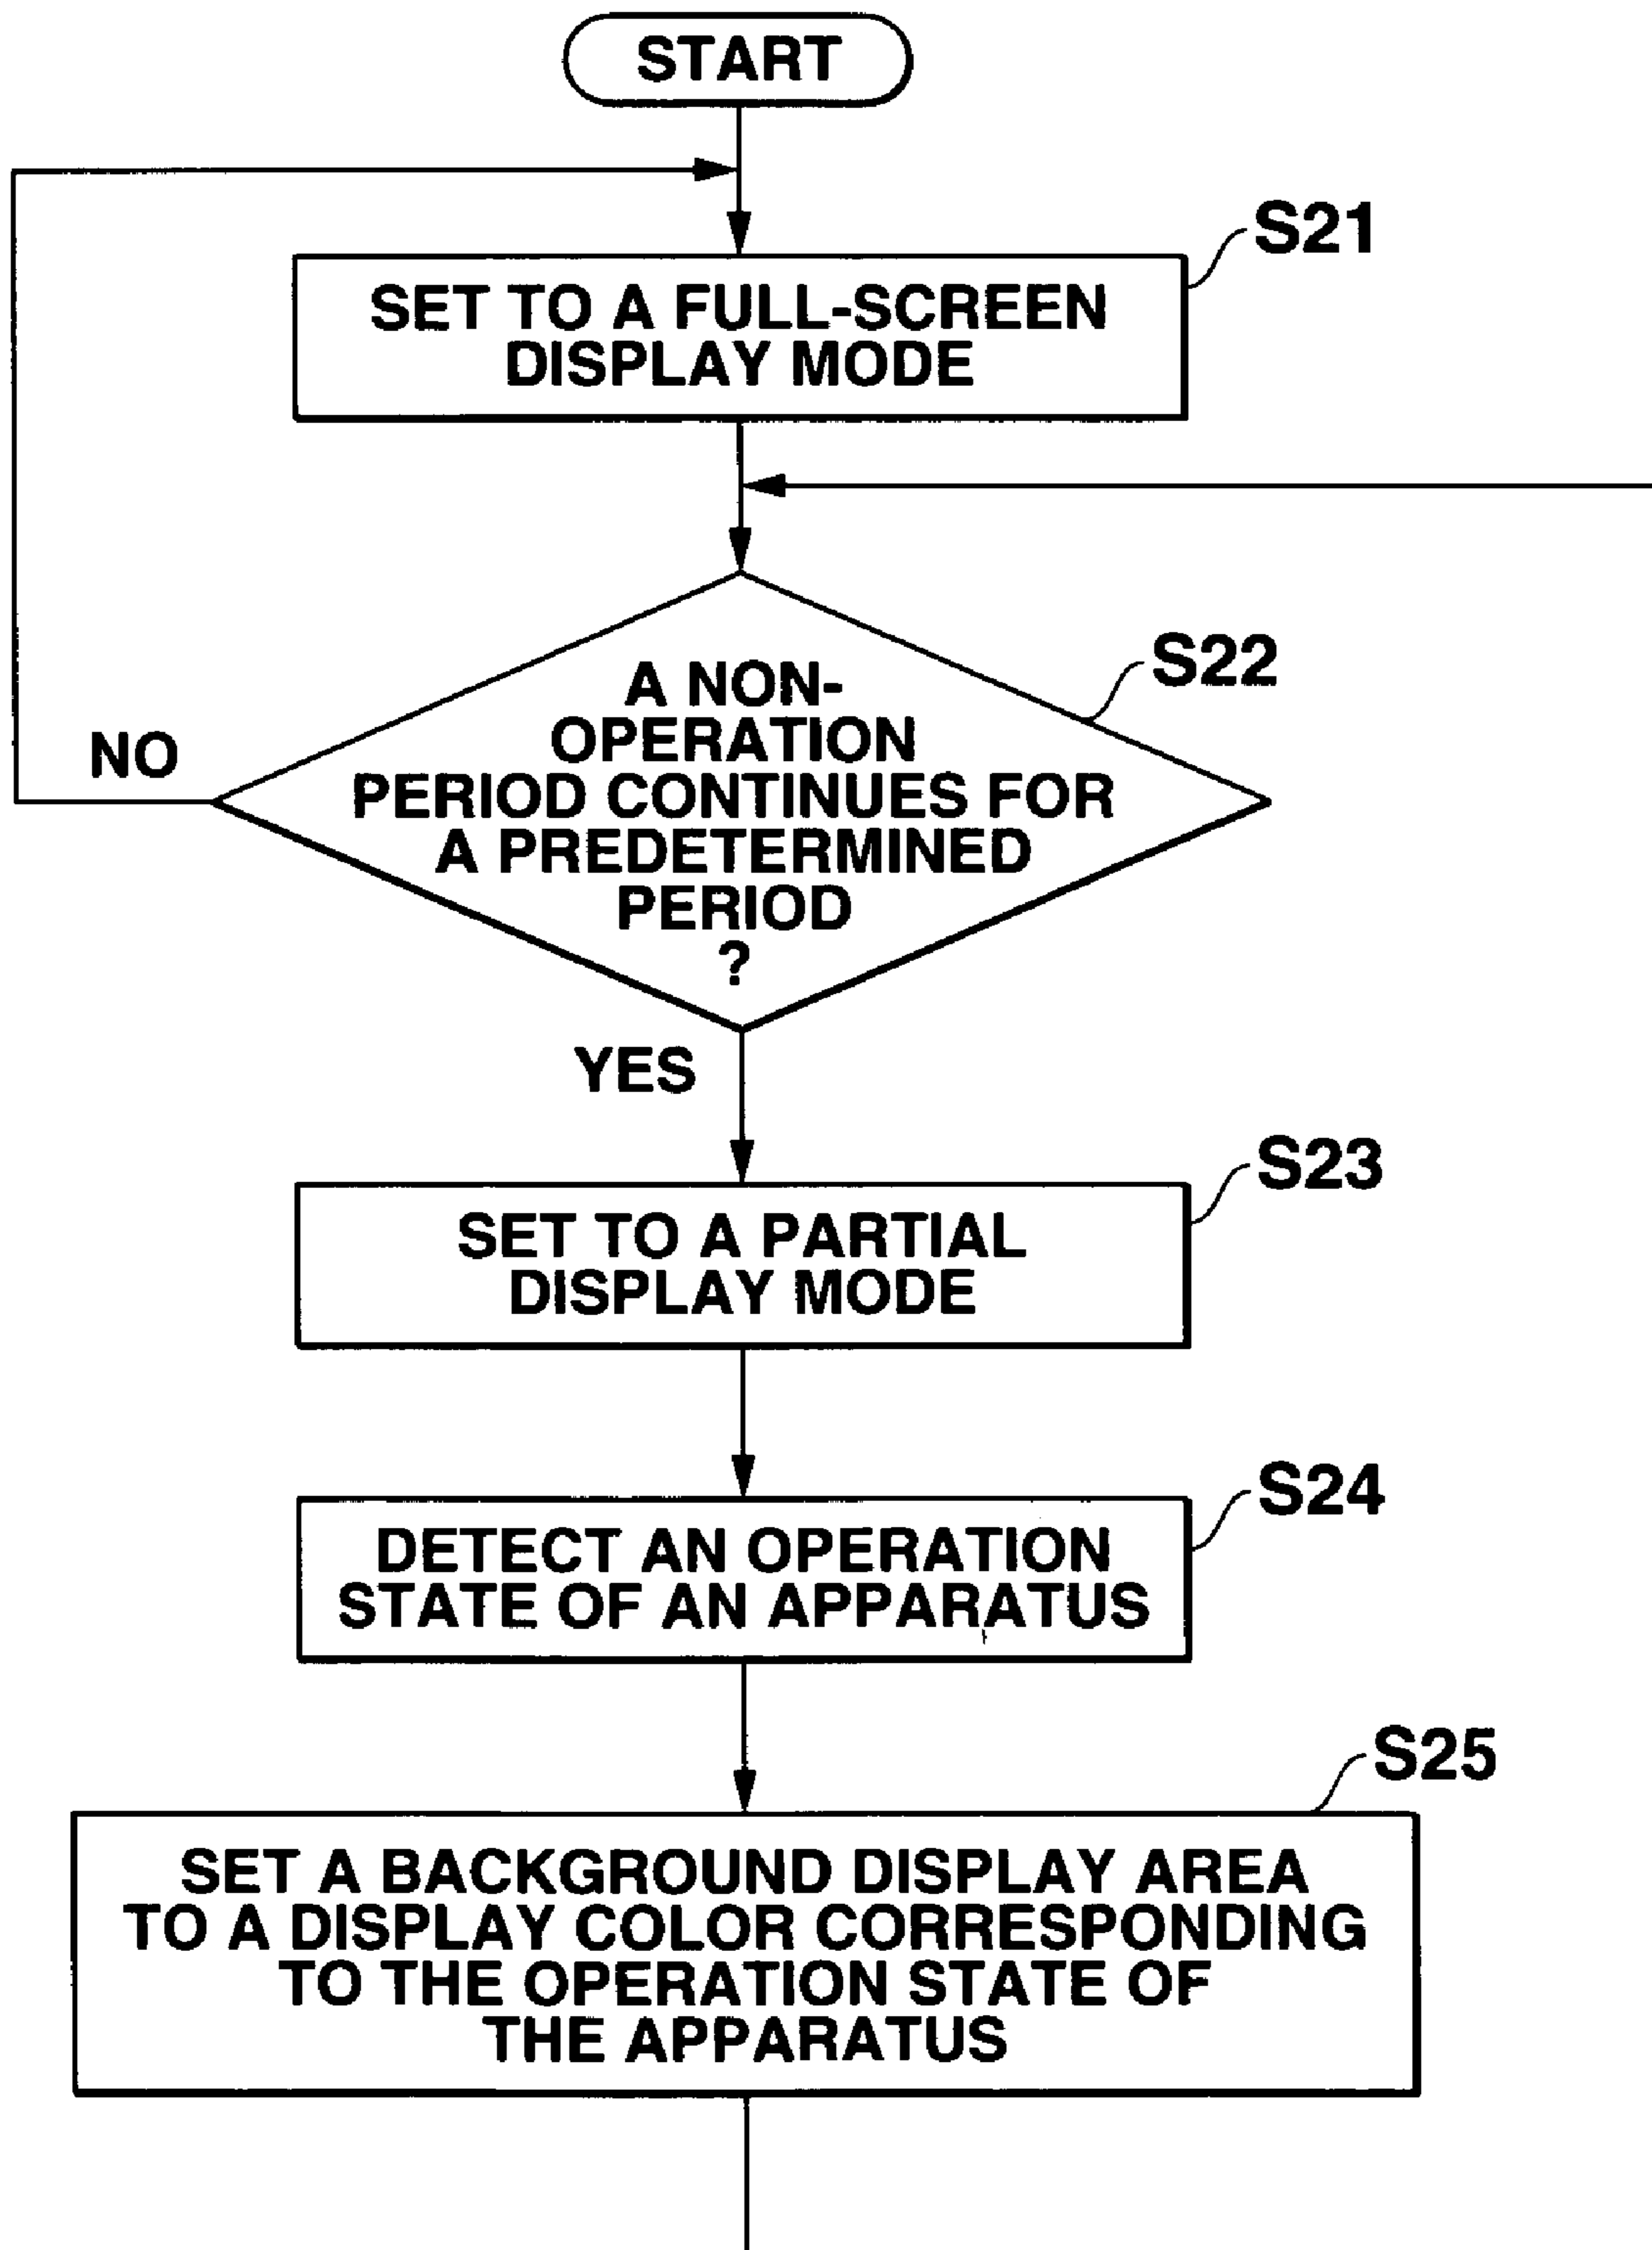 START
S21
SET TO A FULL-SCREEN
DISPLAY MODE
S22
A NON-
OPERATION
PERIOD CONTINUES FOR
A PREDETERMINED
PERIOD
?
NO
YES
S23
SET TO A PARTIAL
DISPLAY MODE
S24
DETECT AN OPERATION
STATE OF AN APPARATUS
S25
SET A BACKGROUND DISPLAY AREA
TO A DISPLAY COLOR CORRESPONDING
TO THE OPERATION STATE OF
THE APPARATUS